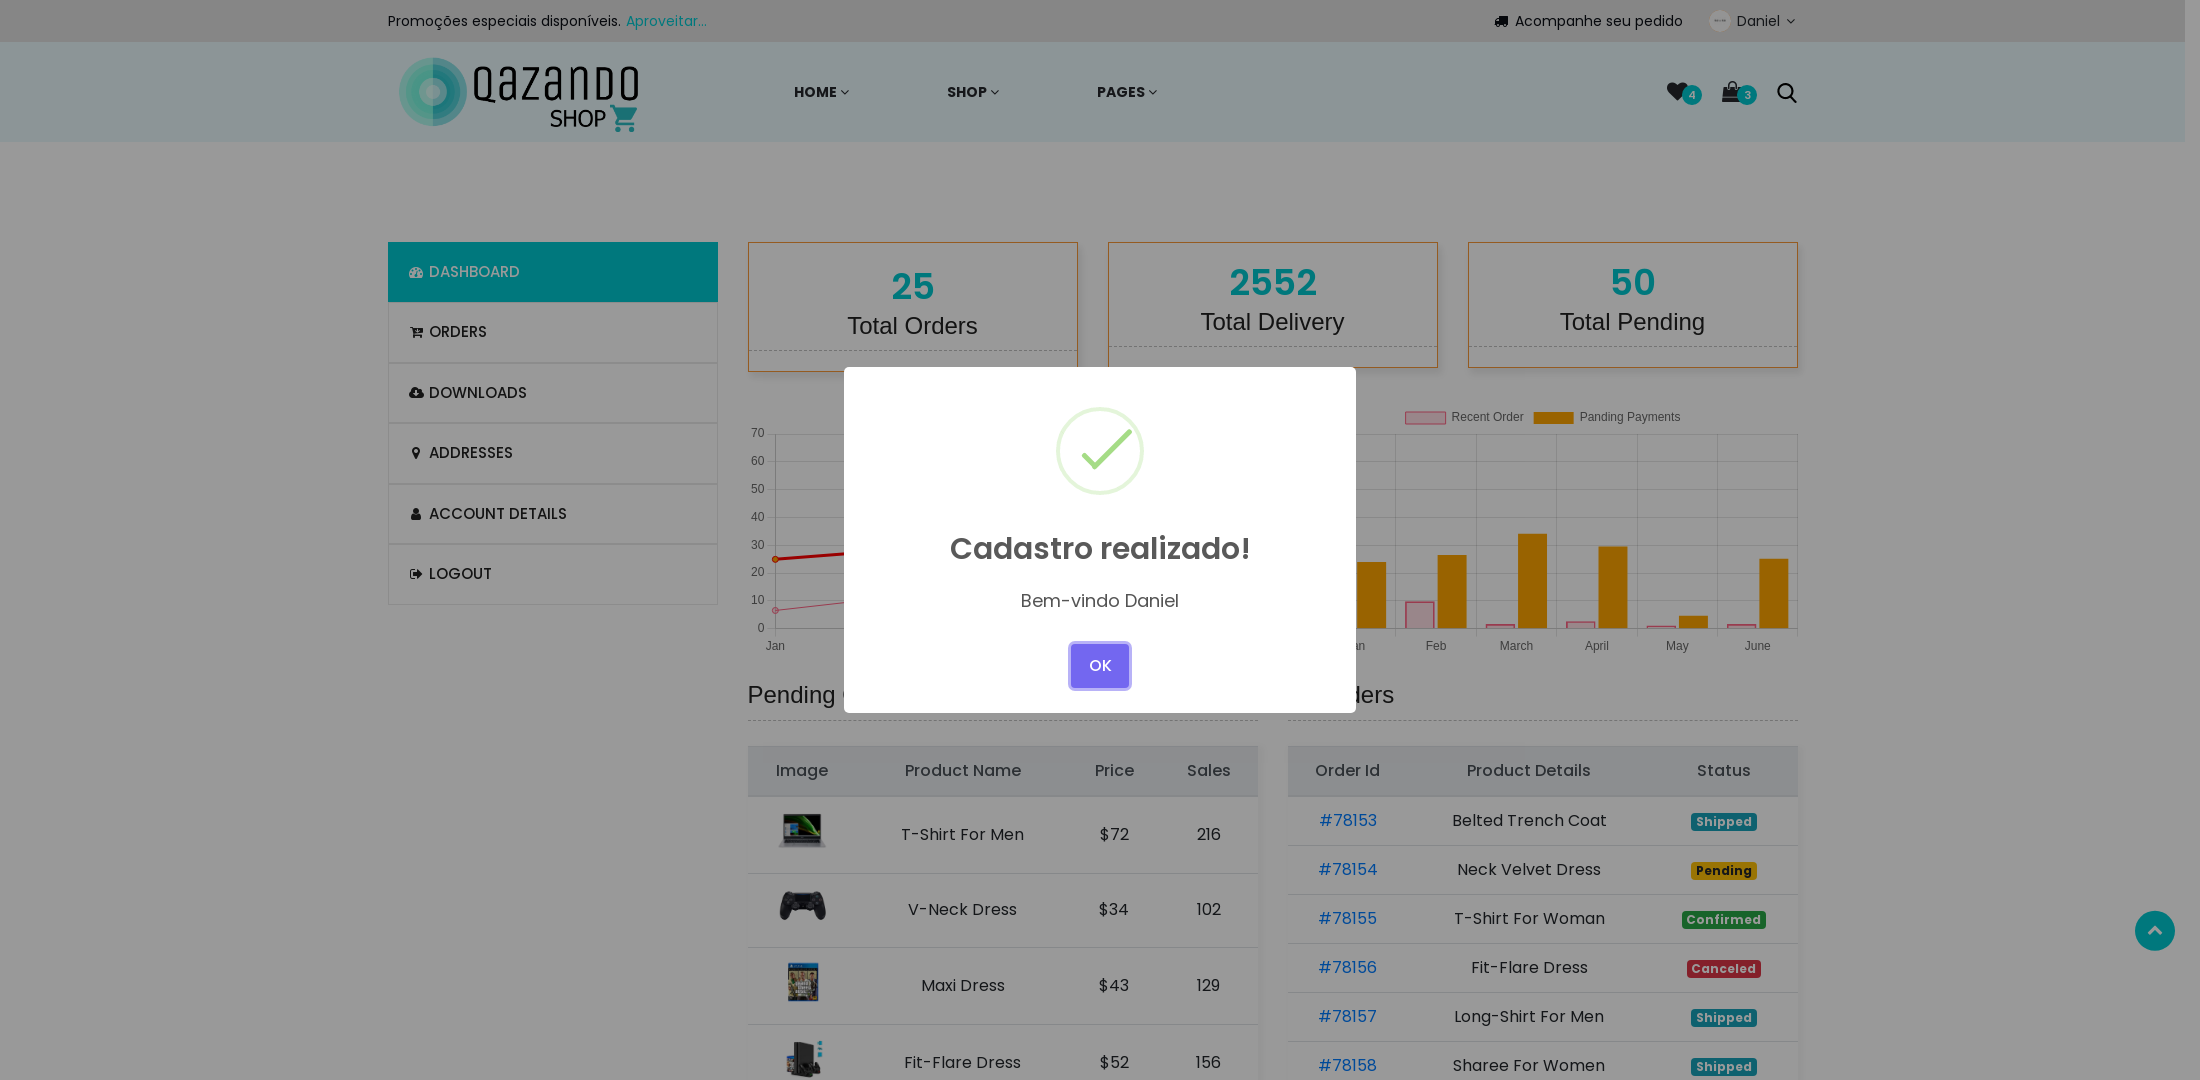 Promoções especiais disponíveis. Aproveitar...
Acompanhe seu pedido
Daniel
QAZANDO
SHOP
HOME
SHOP
PAGES
4
3
DASHBOARD
ORDERS
DOWNLOADS
ADDRESSES
ACCOUNT DETAILS
LOGOUT
25
Total Orders
2552
Total Delivery
50
Total Pending
Recent Order
Panding Payments
70
60
50
40
30
20
10
0
Jan
Feb
March
April
May
June
Cadastro realizado!
Bem-vindo Daniel
OK
Pending
Image Product Name Price Sales
T-Shirt For Men $72 216
V-Neck Dress $34 102
Maxi Dress $43 129
Fit-Flare Dress $52 156
Order Id Product Details Status
#78153 Belted Trench Coat Shipped
#78154 Neck Velvet Dress Pending
#78155 T-Shirt For Woman Confirmed
#78156 Fit-Flare Dress Canceled
#78157 Long-Shirt For Men Shipped
#78158 Sharee For Women Shipped